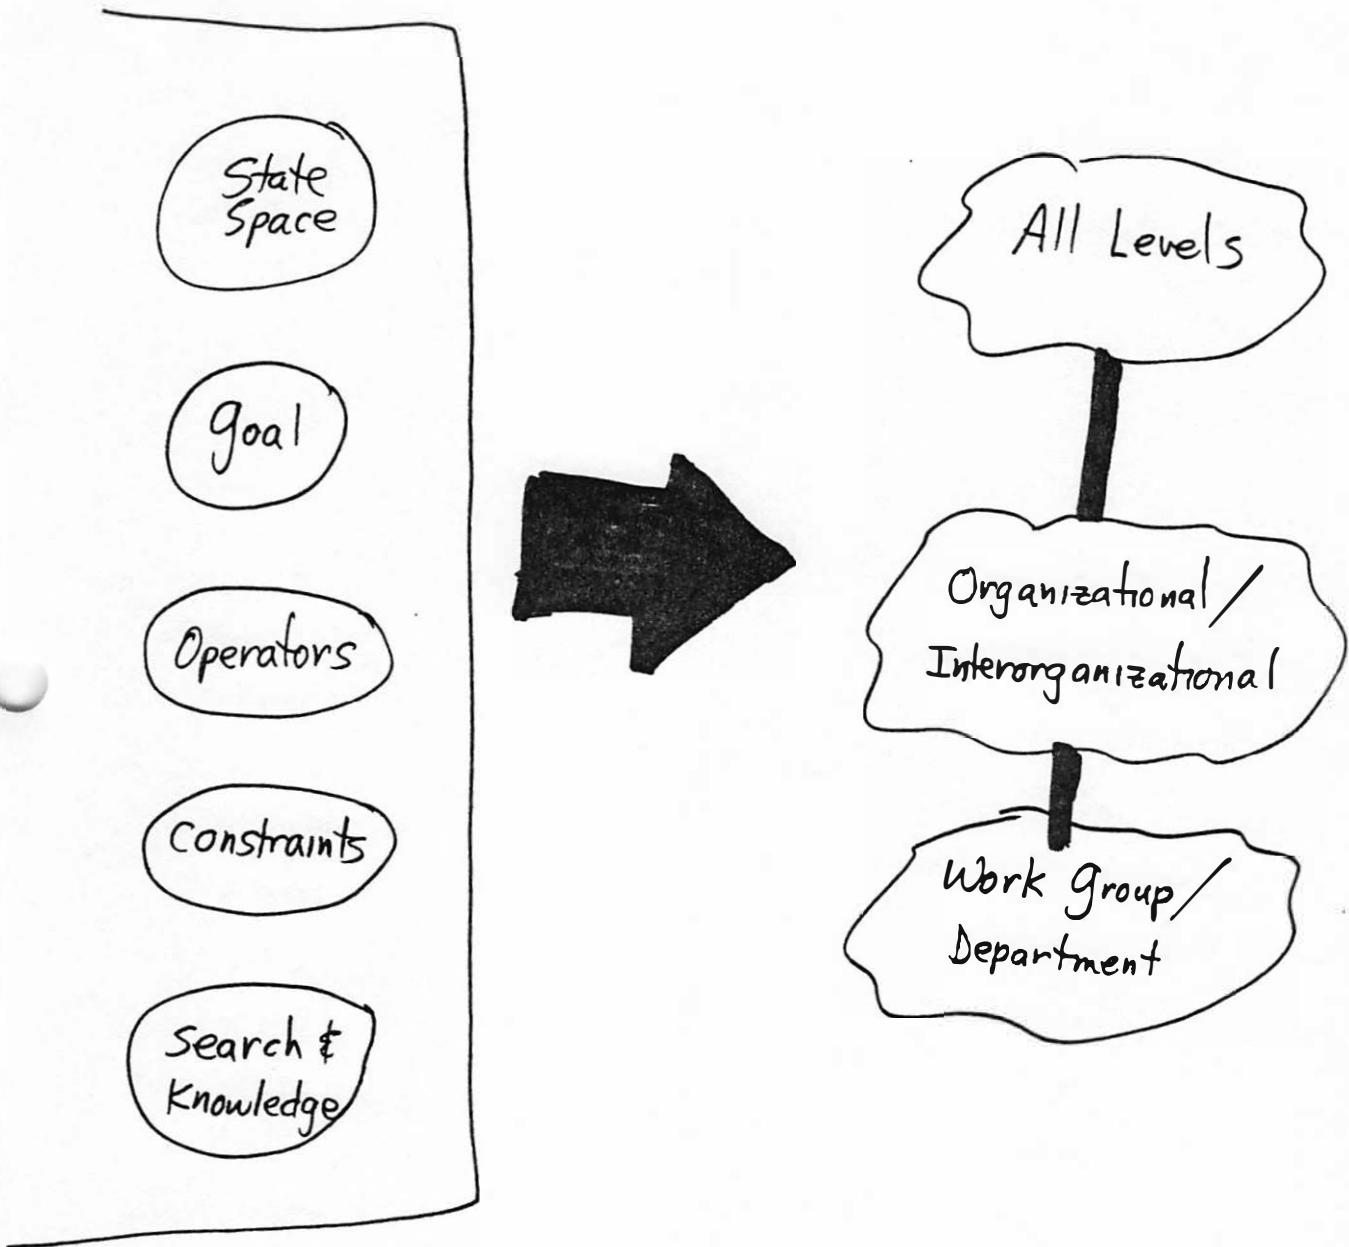 State
Space
goal
Operators
Constraints
Search &
Knowledge
All Levels
Organizational /
Interorganizational
Work Group/
Department